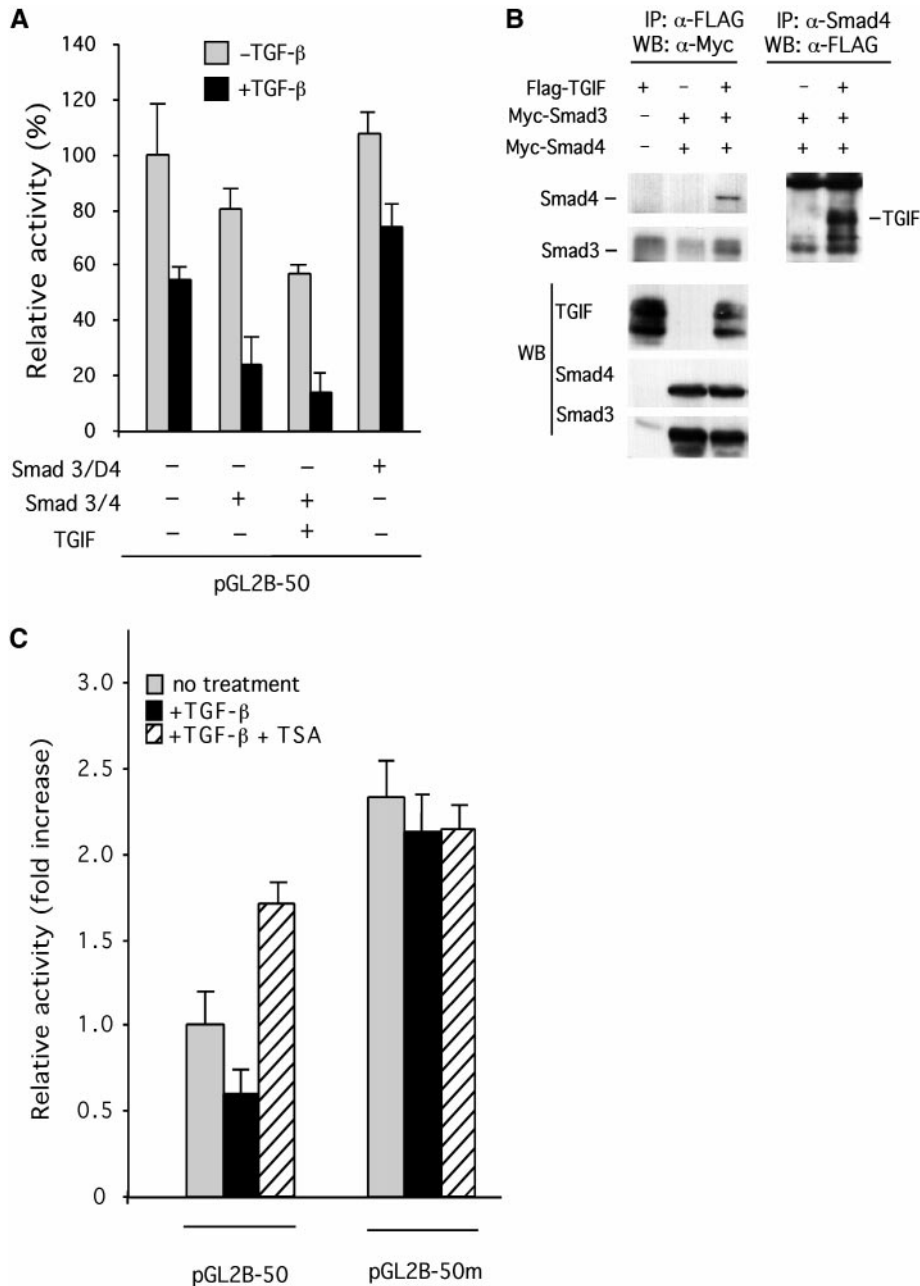 A
Relative activity (%)
140
120
100
80
60
40
20
0
–TGF-β
+TGF-β
Smad 3/D4 – – – +
Smad 3/4 – + + –
TGIF – – + –
pGL2B-50
B
IP: α-FLAG
WB: α-Myc
IP: α-Smad4
WB: α-FLAG
Flag-TGIF + – + – +
Myc-Smad3 – + + + +
Myc-Smad4 – + + + +
Smad4 –
–TGIF
Smad3 –
WB
TGIF
Smad4
Smad3
C
Relative activity (fold increase)
3.0
2.5
2.0
1.5
1.0
0.5
0
no treatment
+TGF-β
+TGF-β + TSA
pGL2B-50
pGL2B-50m